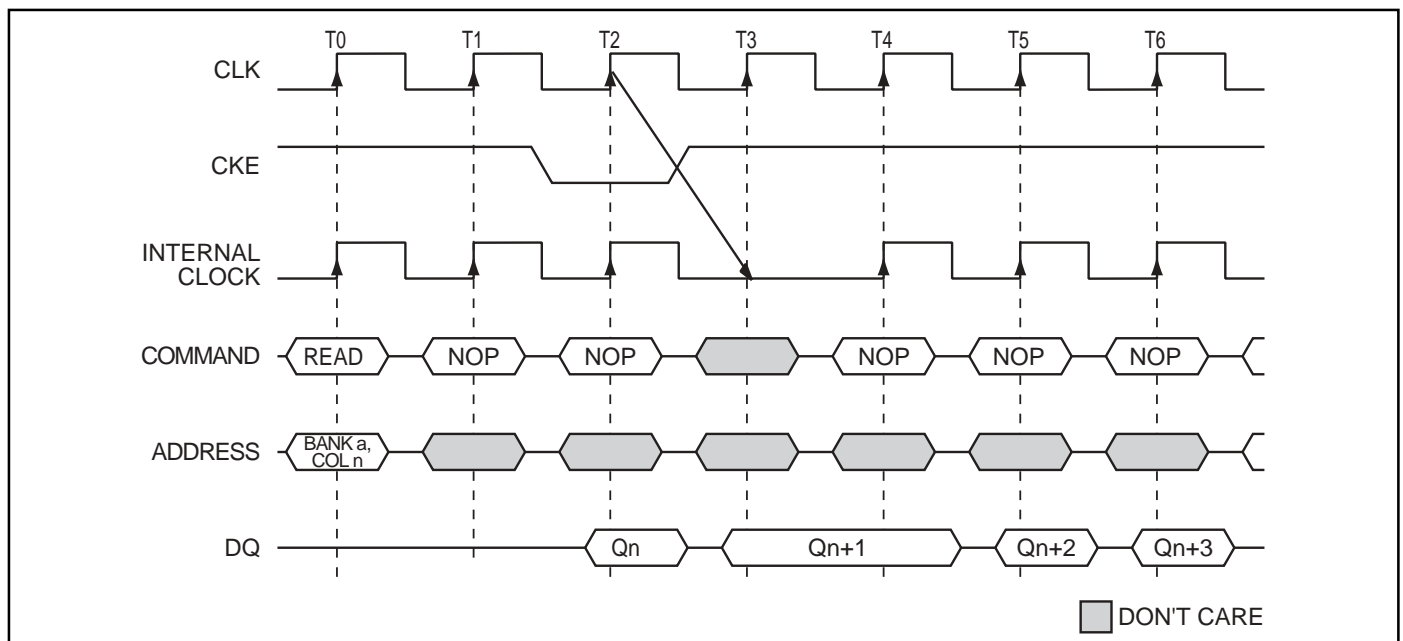 T0 T1 T2 T3 T4 T5 T6
CLK
CKE
INTERNAL
CLOCK
COMMAND READ NOP NOP NOP NOP NOP
ADDRESS BANK a,
COL n
DQ Qn Qn+1 Qn+2 Qn+3
DON'T CARE